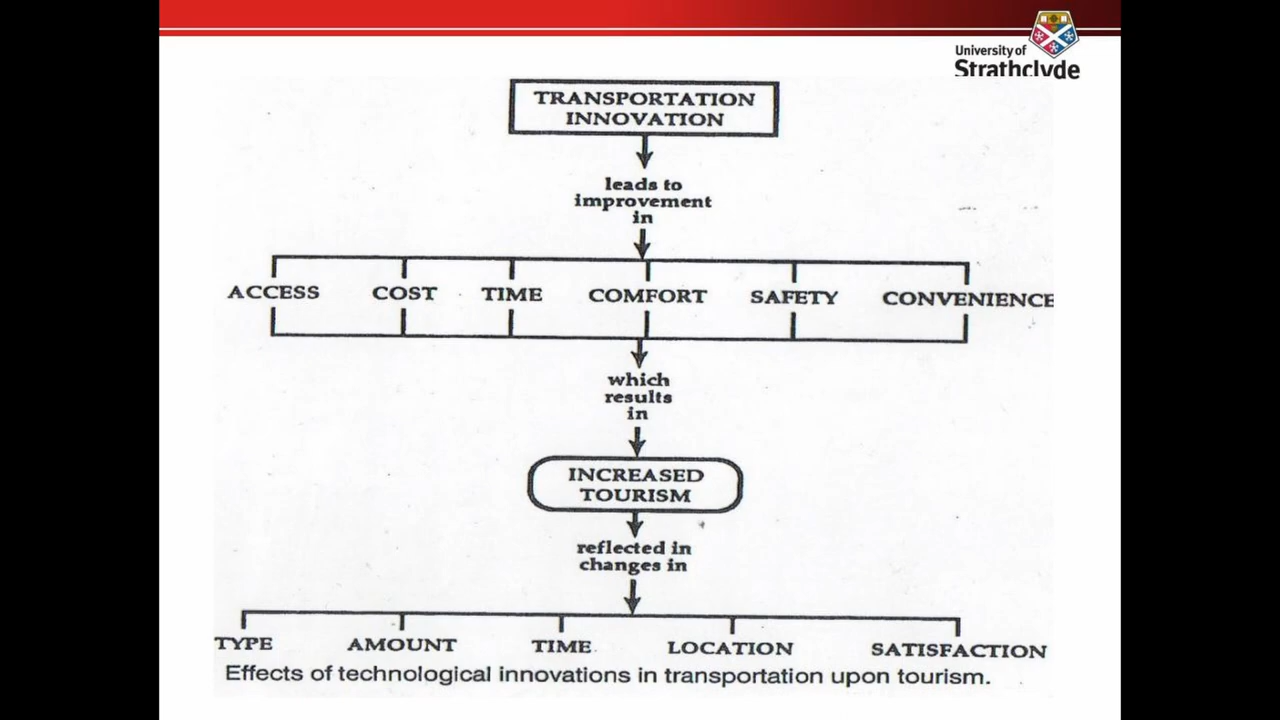 University of
Strathclyde
TRANSPORTATION
INNOVATION
leads to
improvement
in
ACCESS COST TIME COMFORT SAFETY CONVENIENCE
which
results
in
INCREASED
TOURISM
reflected in
changes in
TYPE AMOUNT TIME LOCATION SATISFACTION
Effects of technological innovations in transportation upon tourism.